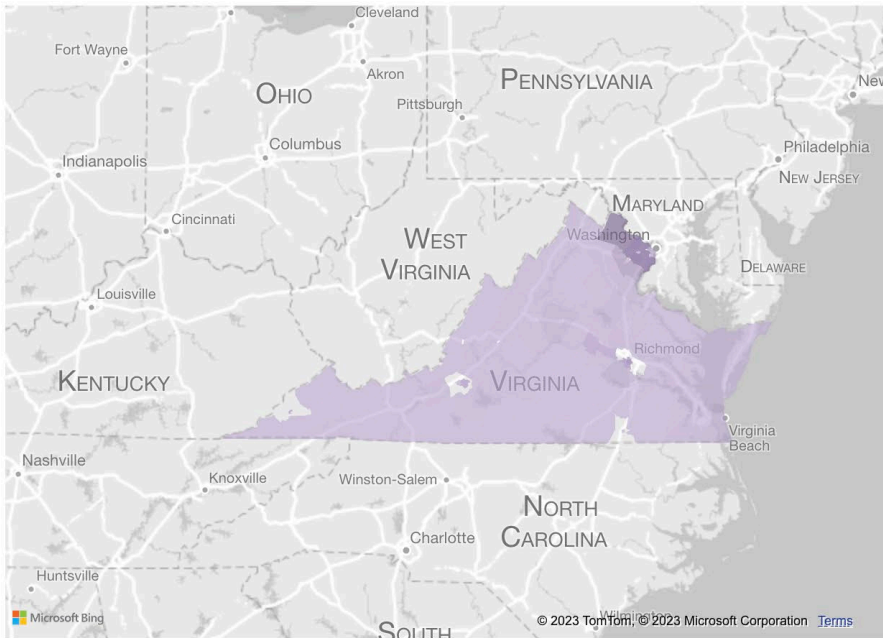 Cleveland
Fort Wayne
Akron
OHIO
PENNSYLVANIA
New
Pittsburgh
Columbus
Philadelphia
Indianapolis
NEW JERSEY
MARYLAND
Cincinnati
Washington
WEST
VIRGINIA
DELAWARE
Louisville
Richmond
KENTUCKY
VIRGINIA
Virginia
Beach
Nashville
Knoxville
Winston-Salem
NORTH
CAROLINA
Charlotte
Huntsville
Microsoft Bing
Wilmington
© 2023 TomTom, © 2023 Microsoft Corporation Terms
SOUTH